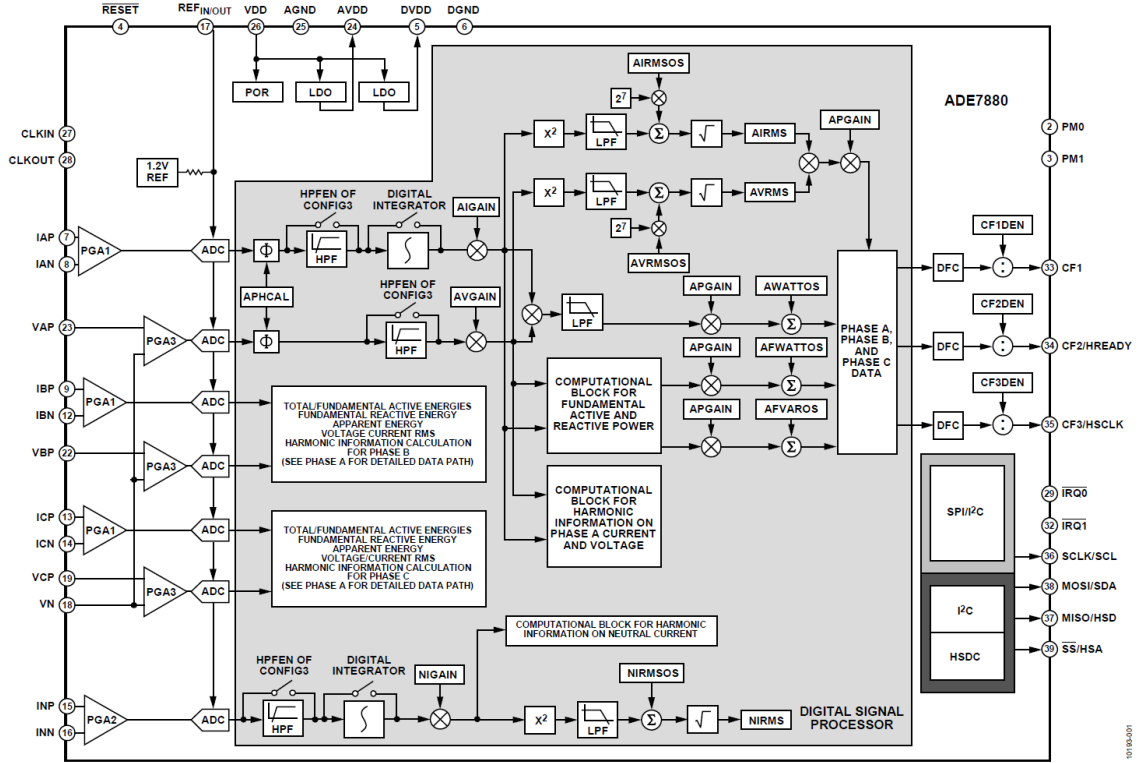 RESET
4
REFIN/OUT
17
VDD
26
AGND
25
AVDD
24
DVDD
5
DGND
6
POR
LDO
LDO
CLKIN
27
CLKOUT
28
1.2V
REF
ADE7880
2
PM0
3
PM1
AIRMSOS
2⁷
X²
LPF
Σ
√
AIRMS
APGAIN
X²
LPF
Σ
√
AVRMS
2⁷
AVRMSOS
HPFEN OF
CONFIG3
DIGITAL
INTEGRATOR
AIGAIN
IAP
7
IAN
8
PGA1
ADC
Φ
HPF
∫
APHCAL
HPFEN OF
CONFIG3
AVGAIN
VAP
23
PGA3
ADC
Φ
HPF
LPF
APGAIN
AWATTOS
Σ
APGAIN
AFWATTOS
Σ
APGAIN
AFVAROS
Σ
COMPUTATIONAL
BLOCK FOR
FUNDAMENTAL
ACTIVE AND
REACTIVE POWER
COMPUTATIONAL
BLOCK FOR
HARMONIC
INFORMATION ON
PHASE A CURRENT
AND VOLTAGE
PHASE A,
PHASE B,
AND
PHASE C
DATA
CF1DEN
DFC
:
33
CF1
CF2DEN
DFC
:
34
CF2/HREADY
CF3DEN
DFC
:
35
CF3/HSCLK
IBP
9
IBN
12
PGA1
ADC
VBP
22
PGA3
ADC
TOTAL/FUNDAMENTAL ACTIVE ENERGIES
FUNDAMENTAL REACTIVE ENERGY
APPARENT ENERGY
VOLTAGE CURRENT RMS
HARMONIC INFORMATION CALCULATION
FOR PHASE B
(SEE PHASE A FOR DETAILED DATA PATH)
ICP
13
ICN
14
PGA1
ADC
VCP
19
VN
18
PGA3
ADC
TOTAL/FUNDAMENTAL ACTIVE ENERGIES
FUNDAMENTAL REACTIVE ENERGY
APPARENT ENERGY
VOLTAGE/CURRENT RMS
HARMONIC INFORMATION CALCULATION
FOR PHASE C
(SEE PHASE A FOR DETAILED DATA PATH)
SPI/I²C
I²C
HSDC
29
IRQ0
32
IRQ1
36
SCLK/SCL
38
MOSI/SDA
37
MISO/HSD
39
SS/HSA
COMPUTATIONAL BLOCK FOR HARMONIC
INFORMATION ON NEUTRAL CURRENT
HPFEN OF
CONFIG3
DIGITAL
INTEGRATOR
NIGAIN
NIRMSOS
INP
15
INN
16
PGA2
ADC
HPF
∫
X²
LPF
Σ
√
NIRMS
DIGITAL SIGNAL
PROCESSOR
10193-001